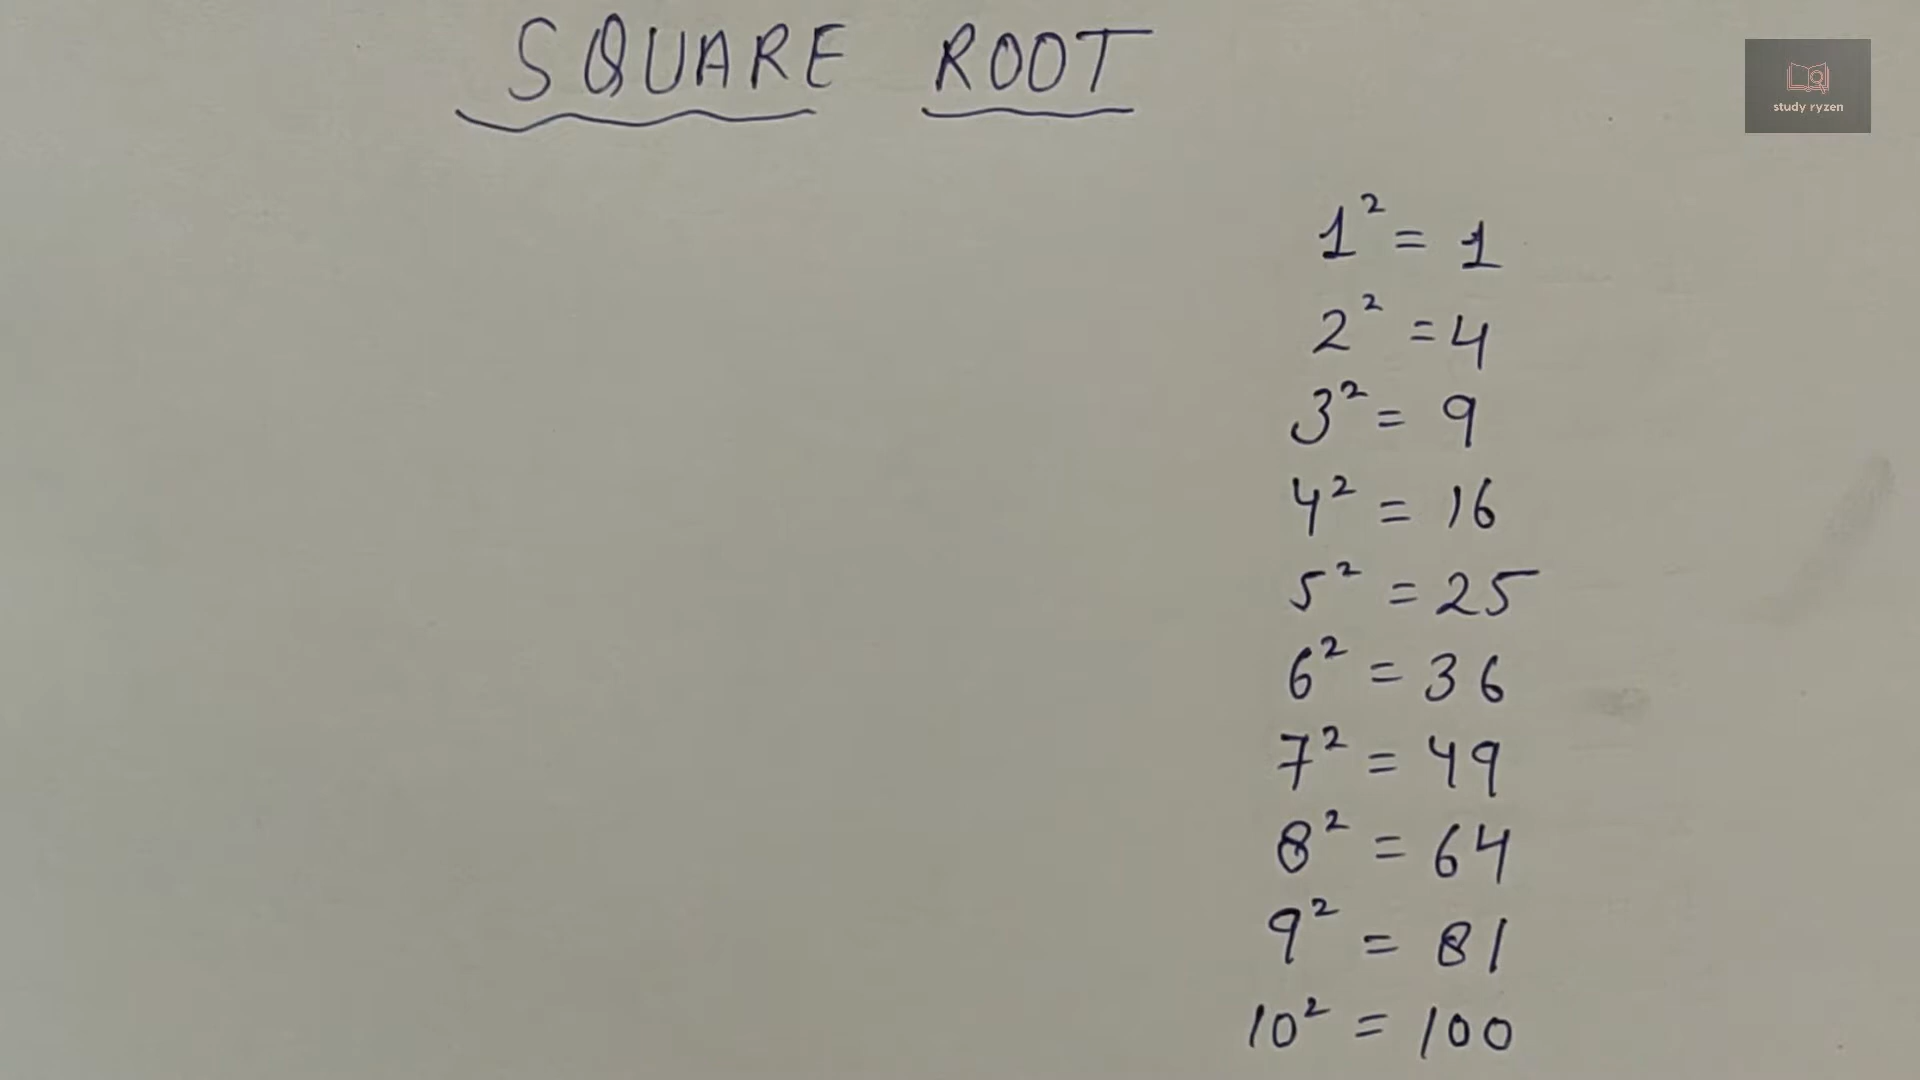 SQUARE ROOT
study ryzen
1² = 1
2² = 4
3² = 9
4² = 16
5² = 25
6² = 36
7² = 49
8² = 64
9² = 81
10² = 100